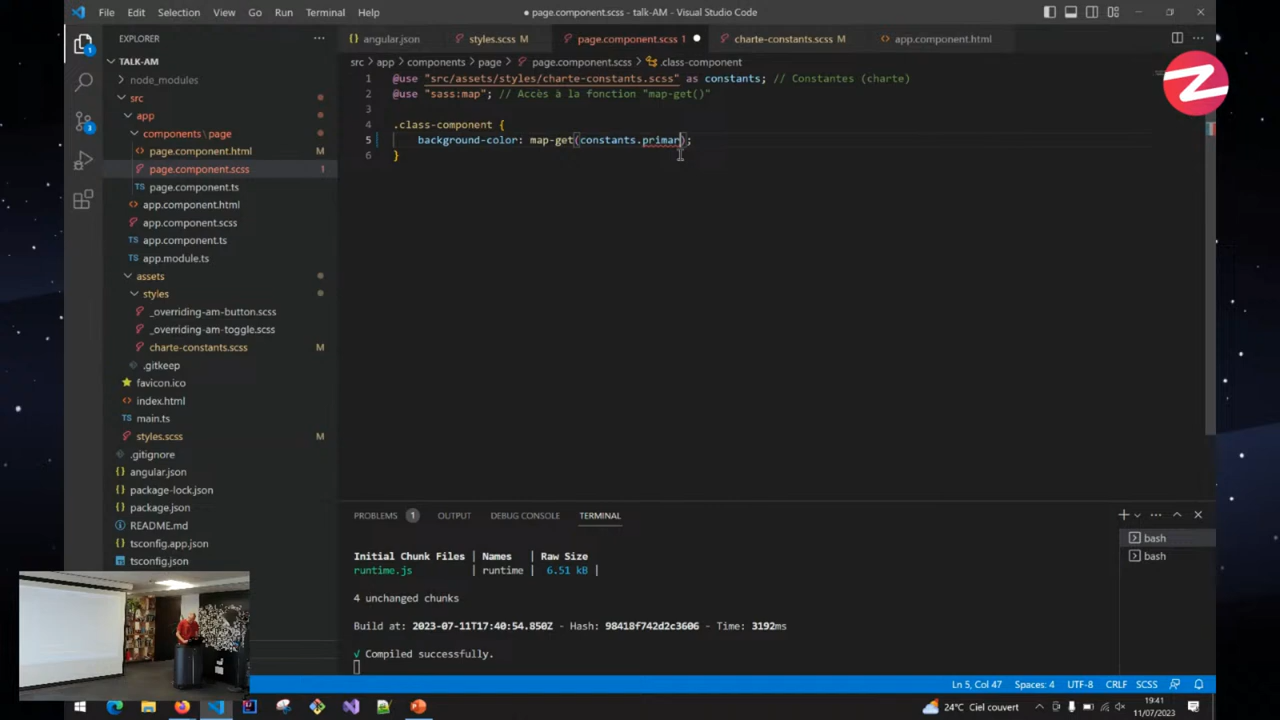 File Edit Selection View Go Run Terminal Help
● page.component.scss - talk-AM - Visual Studio Code
EXPLORER
angular.json
styles.scss M
page.component.scss 1
charte-constants.scss M
app.component.html
TALK-AM
src > app > components > page > page.component.scss > .class-component
node_modules
src
app
components \ page
page.component.html M
page.component.scss 1
page.component.ts
app.component.html
app.component.scss
TS app.component.ts
TS app.module.ts
assets
styles
_overriding-am-button.scss
_overriding-am-toggle.scss
charte-constants.scss M
.gitkeep
favicon.ico
index.html
TS main.ts
styles.scss M
.gitignore
angular.json
package-lock.json
package.json
README.md
tsconfig.app.json
tsconfig.json
1 @use "src/assets/styles/charte-constants.scss" as constants; // Constantes (charte)
2 @use "sass:map"; // Accès à la fonction "map-get()"
3
4 .class-component {
5 background-color: map-get(constants.primar);
6 }
PROBLEMS 1 OUTPUT DEBUG CONSOLE TERMINAL
Initial Chunk Files | Names | Raw Size
runtime.js | runtime | 6.51 kB |
4 unchanged chunks
Build at: 2023-07-11T17:40:54.850Z - Hash: 98418f742d2c3606 - Time: 3192ms
√ Compiled successfully.
bash
bash
Ln 5, Col 47 Spaces: 4 UTF-8 CRLF SCSS
24°C Ciel couvert
19:41
11/07/2023